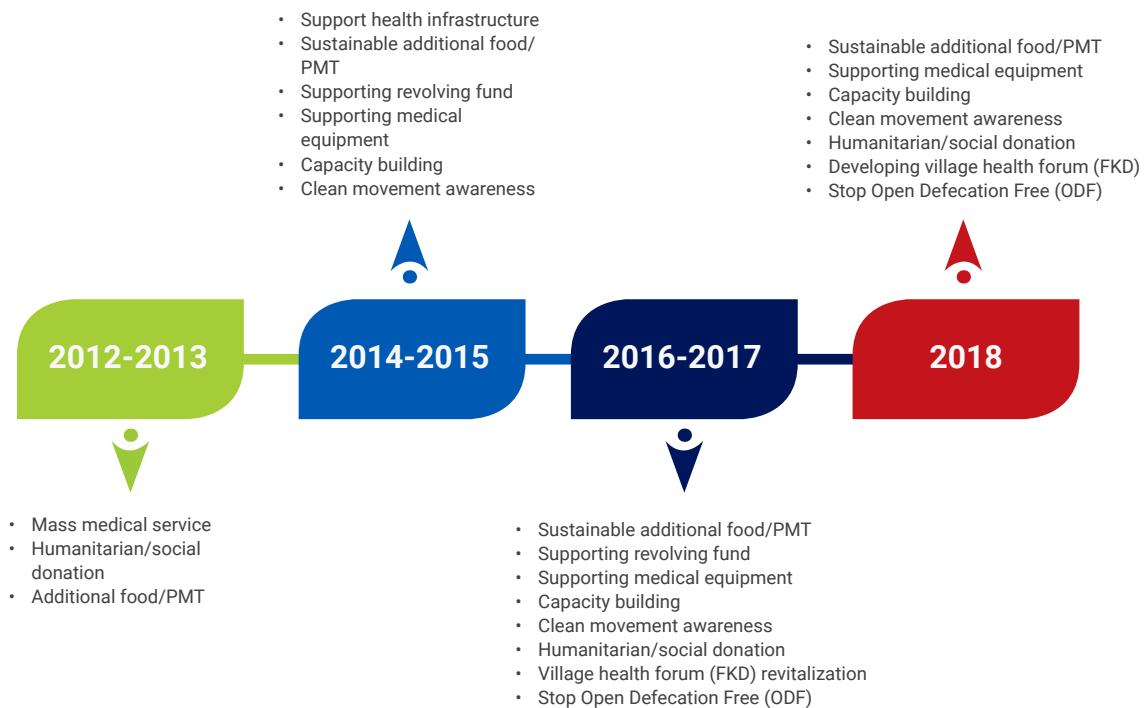 • Support health infrastructure
• Sustainable additional food/
PMT
• Supporting revolving fund
• Supporting medical
equipment
• Capacity building
• Clean movement awareness
• Sustainable additional food/PMT
• Supporting medical equipment
• Capacity building
• Clean movement awareness
• Humanitarian/social donation
• Developing village health forum (FKD)
• Stop Open Defecation Free (ODF)
2012-2013
2014-2015
2016-2017
2018
• Mass medical service
• Humanitarian/social
donation
• Additional food/PMT
• Sustainable additional food/PMT
• Supporting revolving fund
• Supporting medical equipment
• Capacity building
• Clean movement awareness
• Humanitarian/social donation
• Village health forum (FKD) revitalization
• Stop Open Defecation Free (ODF)